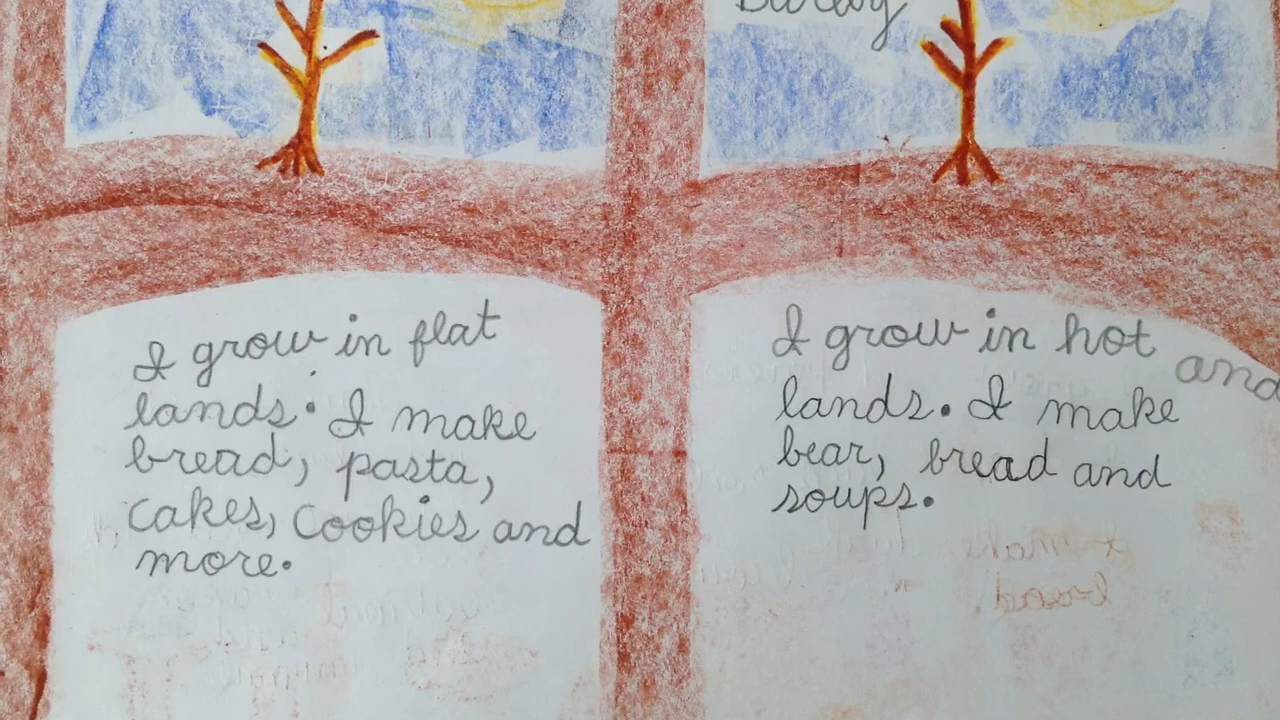 Barley
I grow in flat
lands. I make
bread, pasta,
cakes, cookies and
more.
I grow in hot and
lands. I make
bear, bread and
soups.